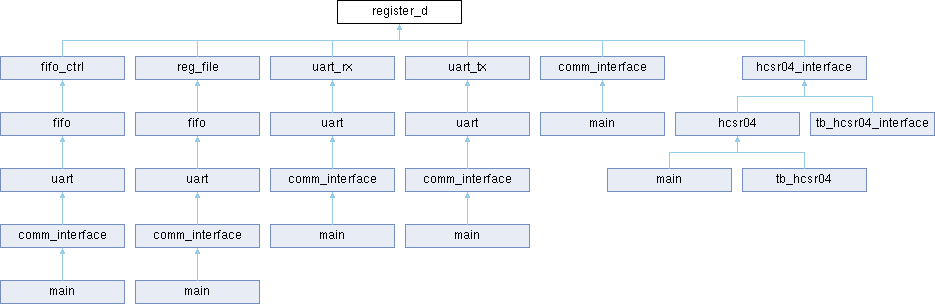 register_d
fifo_ctrl reg_file uart_rx uart_tx comm_interface hcsr04_interface
fifo fifo uart uart main hcsr04 tb_hcsr04_interface
uart uart comm_interface comm_interface main tb_hcsr04
comm_interface comm_interface main main
main main